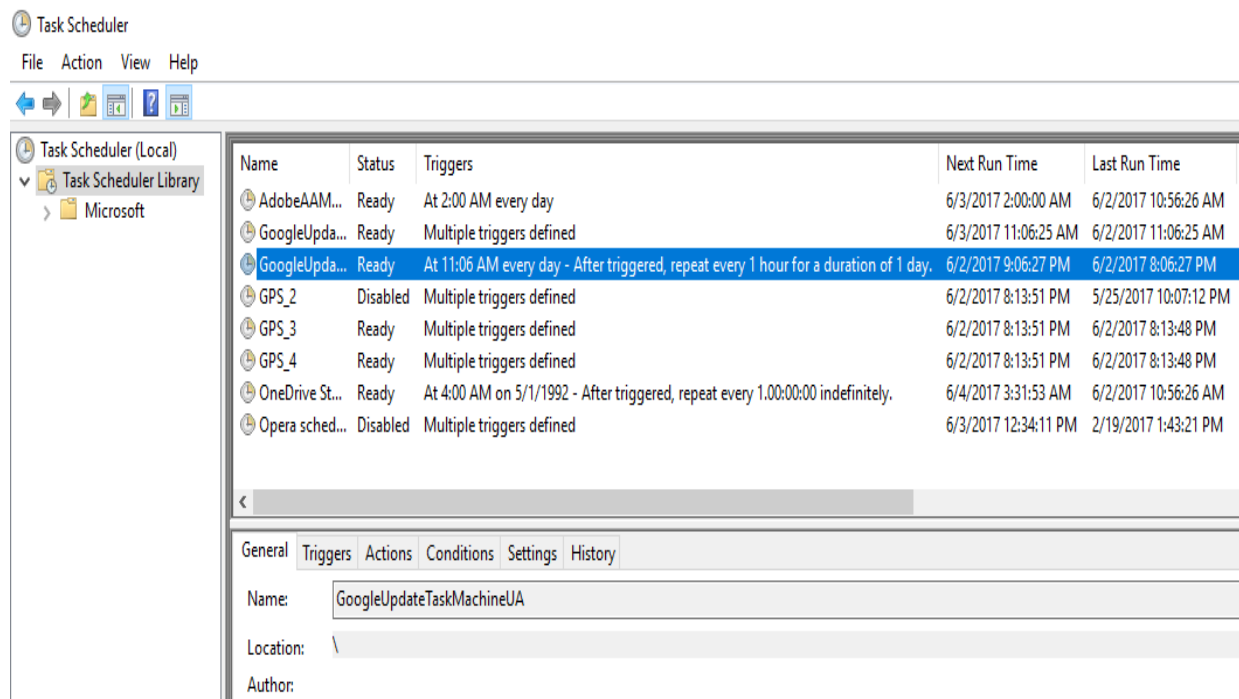 Task Scheduler
File Action View Help
Task Scheduler (Local)
Task Scheduler Library
Microsoft
Name Status Triggers Next Run Time Last Run Time
AdobeAAM... Ready At 2:00 AM every day 6/3/2017 2:00:00 AM 6/2/2017 10:56:26 AM
GoogleUpda... Ready Multiple triggers defined 6/3/2017 11:06:25 AM 6/2/2017 11:06:25 AM
GoogleUpda... Ready At 11:06 AM every day - After triggered, repeat every 1 hour for a duration of 1 day. 6/2/2017 9:06:27 PM 6/2/2017 8:06:27 PM
GPS_2 Disabled Multiple triggers defined 6/2/2017 8:13:51 PM 5/25/2017 10:07:12 PM
GPS_3 Ready Multiple triggers defined 6/2/2017 8:13:51 PM 6/2/2017 8:13:48 PM
GPS_4 Ready Multiple triggers defined 6/2/2017 8:13:51 PM 6/2/2017 8:13:48 PM
OneDrive St... Ready At 4:00 AM on 5/1/1992 - After triggered, repeat every 1.00:00:00 indefinitely. 6/4/2017 3:31:53 AM 6/2/2017 10:56:26 AM
Opera sched... Disabled Multiple triggers defined 6/3/2017 12:34:11 PM 2/19/2017 1:43:21 PM
General Triggers Actions Conditions Settings History
Name: GoogleUpdateTaskMachineUA
Location: \
Author: